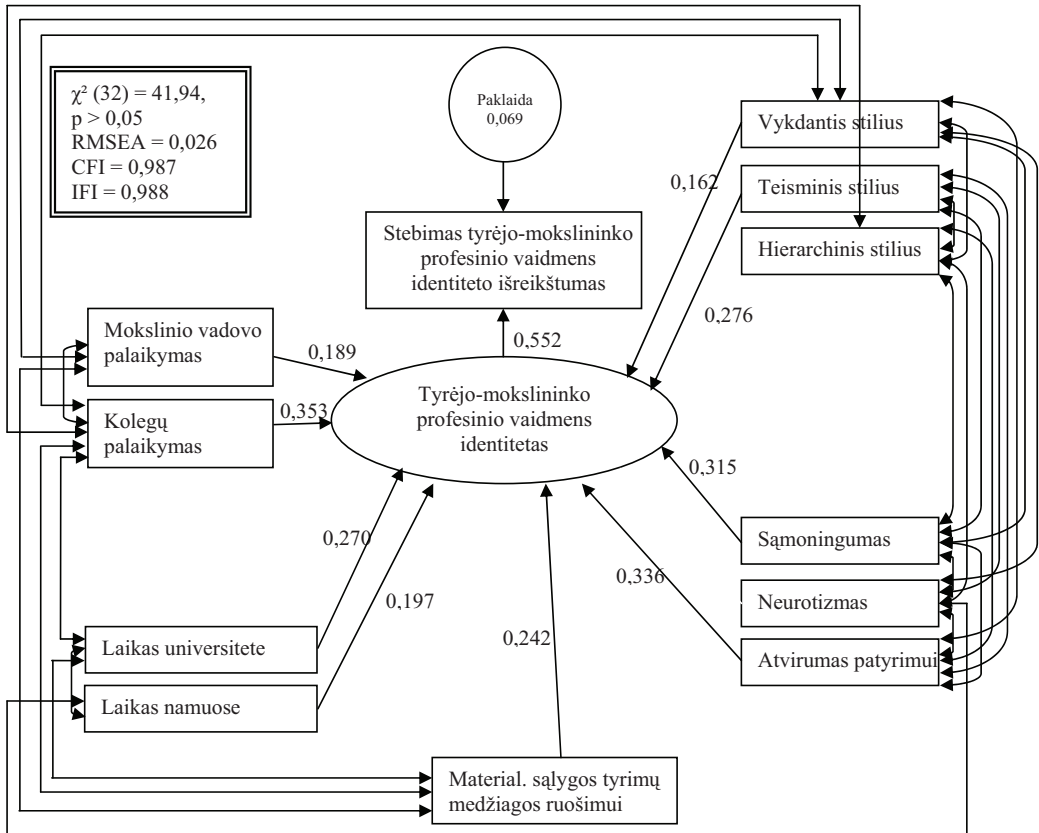 χ² (32) = 41,94,
p > 0,05
RMSEA = 0,026
CFI = 0,987
IFI = 0,988
Paklaida
0,069
Stebimas tyrėjo-mokslininko
profesinio vaidmens
identiteto išreikštumas
Vykdantis stilius
Teisminis stilius
Hierarchinis stilius
0,162
0,276
0,552
Mokslinio vadovo
palaikymas
0,189
Kolegų
palaikymas
0,353
Tyrėjo-mokslininko
profesinio vaidmens
identitetas
0,315
0,336
Sąmoningumas
Neurotizmas
Atvirumas patyrimui
0,270
0,197
0,242
Laikas universitete
Laikas namuose
Material. sąlygos tyrimų
medžiagos ruošimui